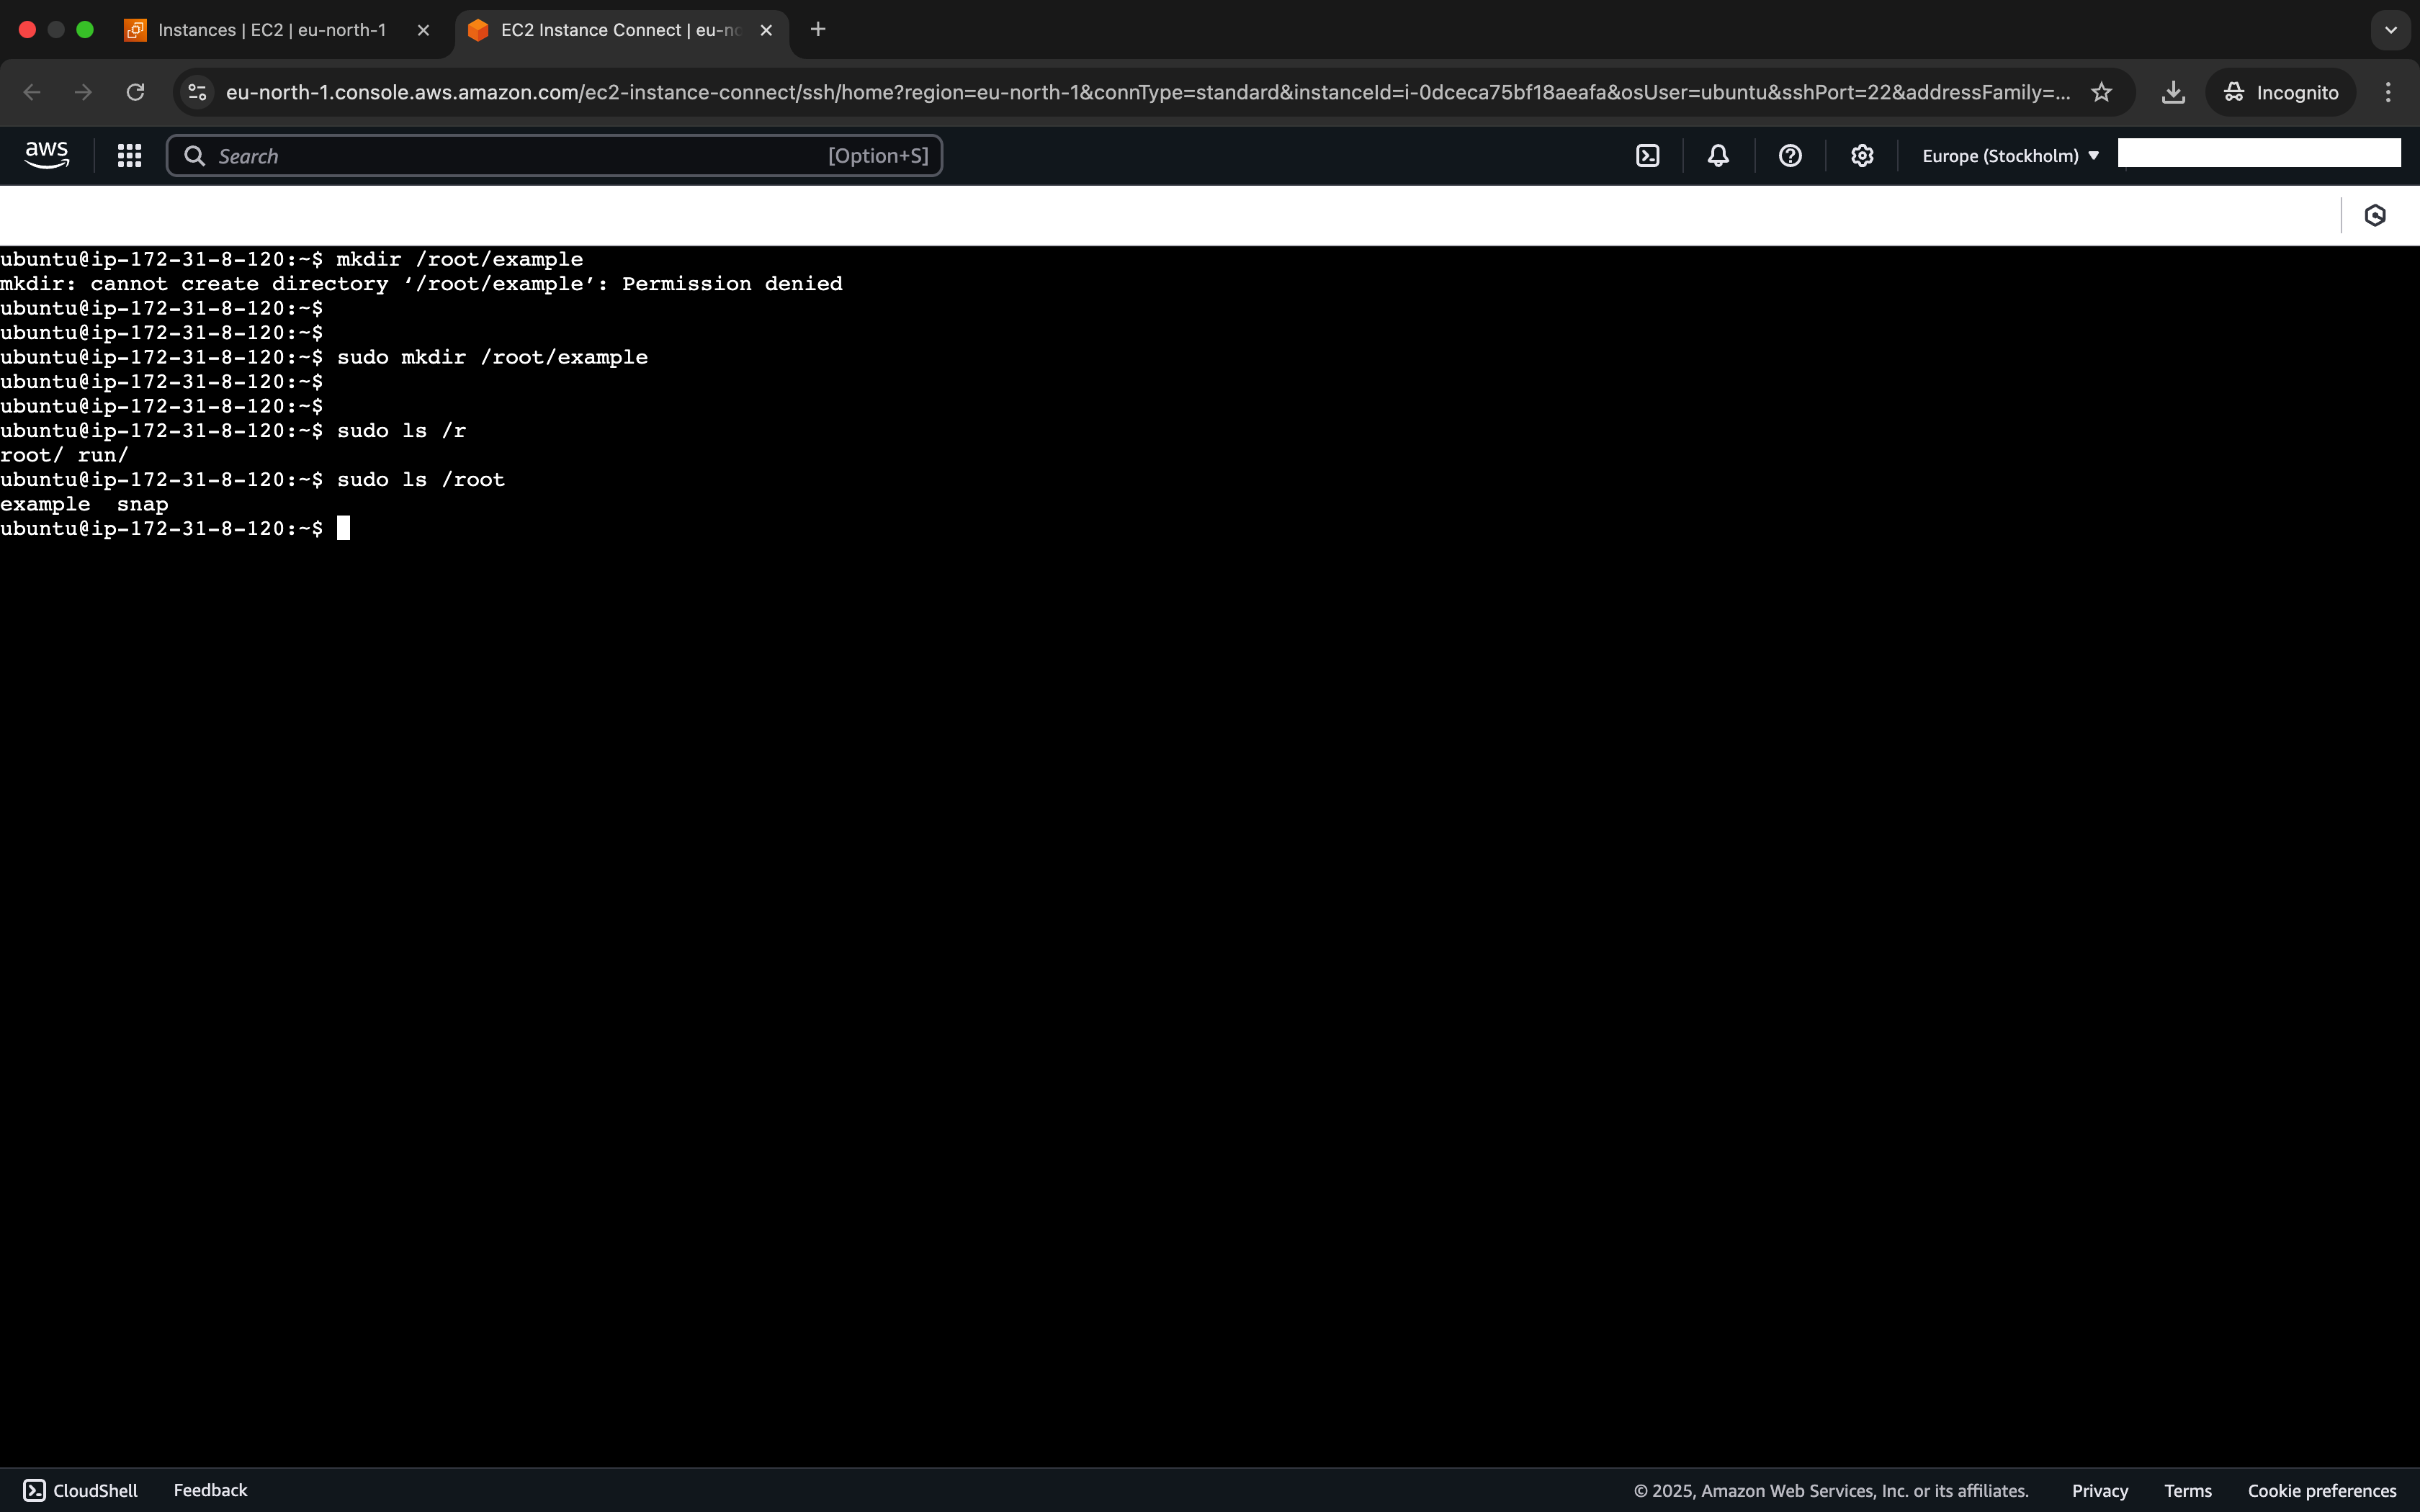 Instances | EC2 | eu-north-1
EC2 Instance Connect | eu-no
eu-north-1.console.aws.amazon.com/ec2-instance-connect/ssh/home?region=eu-north-1&connType=standard&instanceId=i-0dceca75bf18aeafa&osUser=ubuntu&sshPort=22&addressFamily=...
Incognito
aws
Search
[Option+S]
Europe (Stockholm)
ubuntu@ip-172-31-8-120:~$ mkdir /root/example
mkdir: cannot create directory ‘/root/example’: Permission denied
ubuntu@ip-172-31-8-120:~$
ubuntu@ip-172-31-8-120:~$
ubuntu@ip-172-31-8-120:~$ sudo mkdir /root/example
ubuntu@ip-172-31-8-120:~$
ubuntu@ip-172-31-8-120:~$
ubuntu@ip-172-31-8-120:~$ sudo ls /r
root/ run/
ubuntu@ip-172-31-8-120:~$ sudo ls /root
example  snap
ubuntu@ip-172-31-8-120:~$
CloudShell
Feedback
© 2025, Amazon Web Services, Inc. or its affiliates.
Privacy
Terms
Cookie preferences